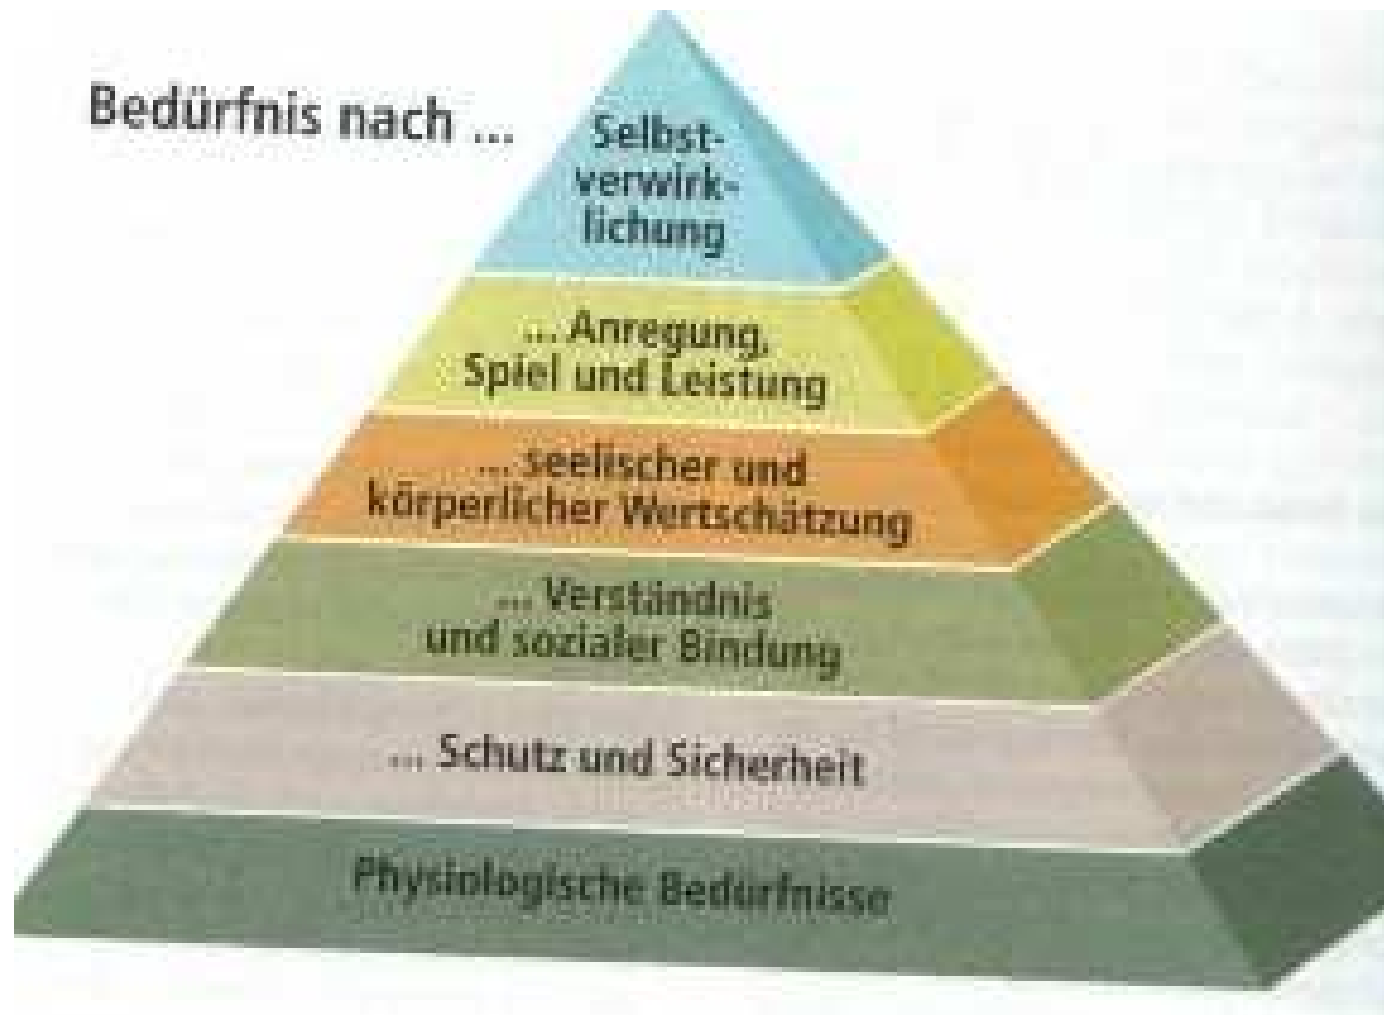 Bedürfnis nach ...
Selbst-
verwirk-
lichung
... Anregung,
Spiel und Leistung
... seelischer und
körperlicher Wertschätzung
... Verständnis
und sozialer Bindung
... Schutz und Sicherheit
Physiologische Bedürfnisse